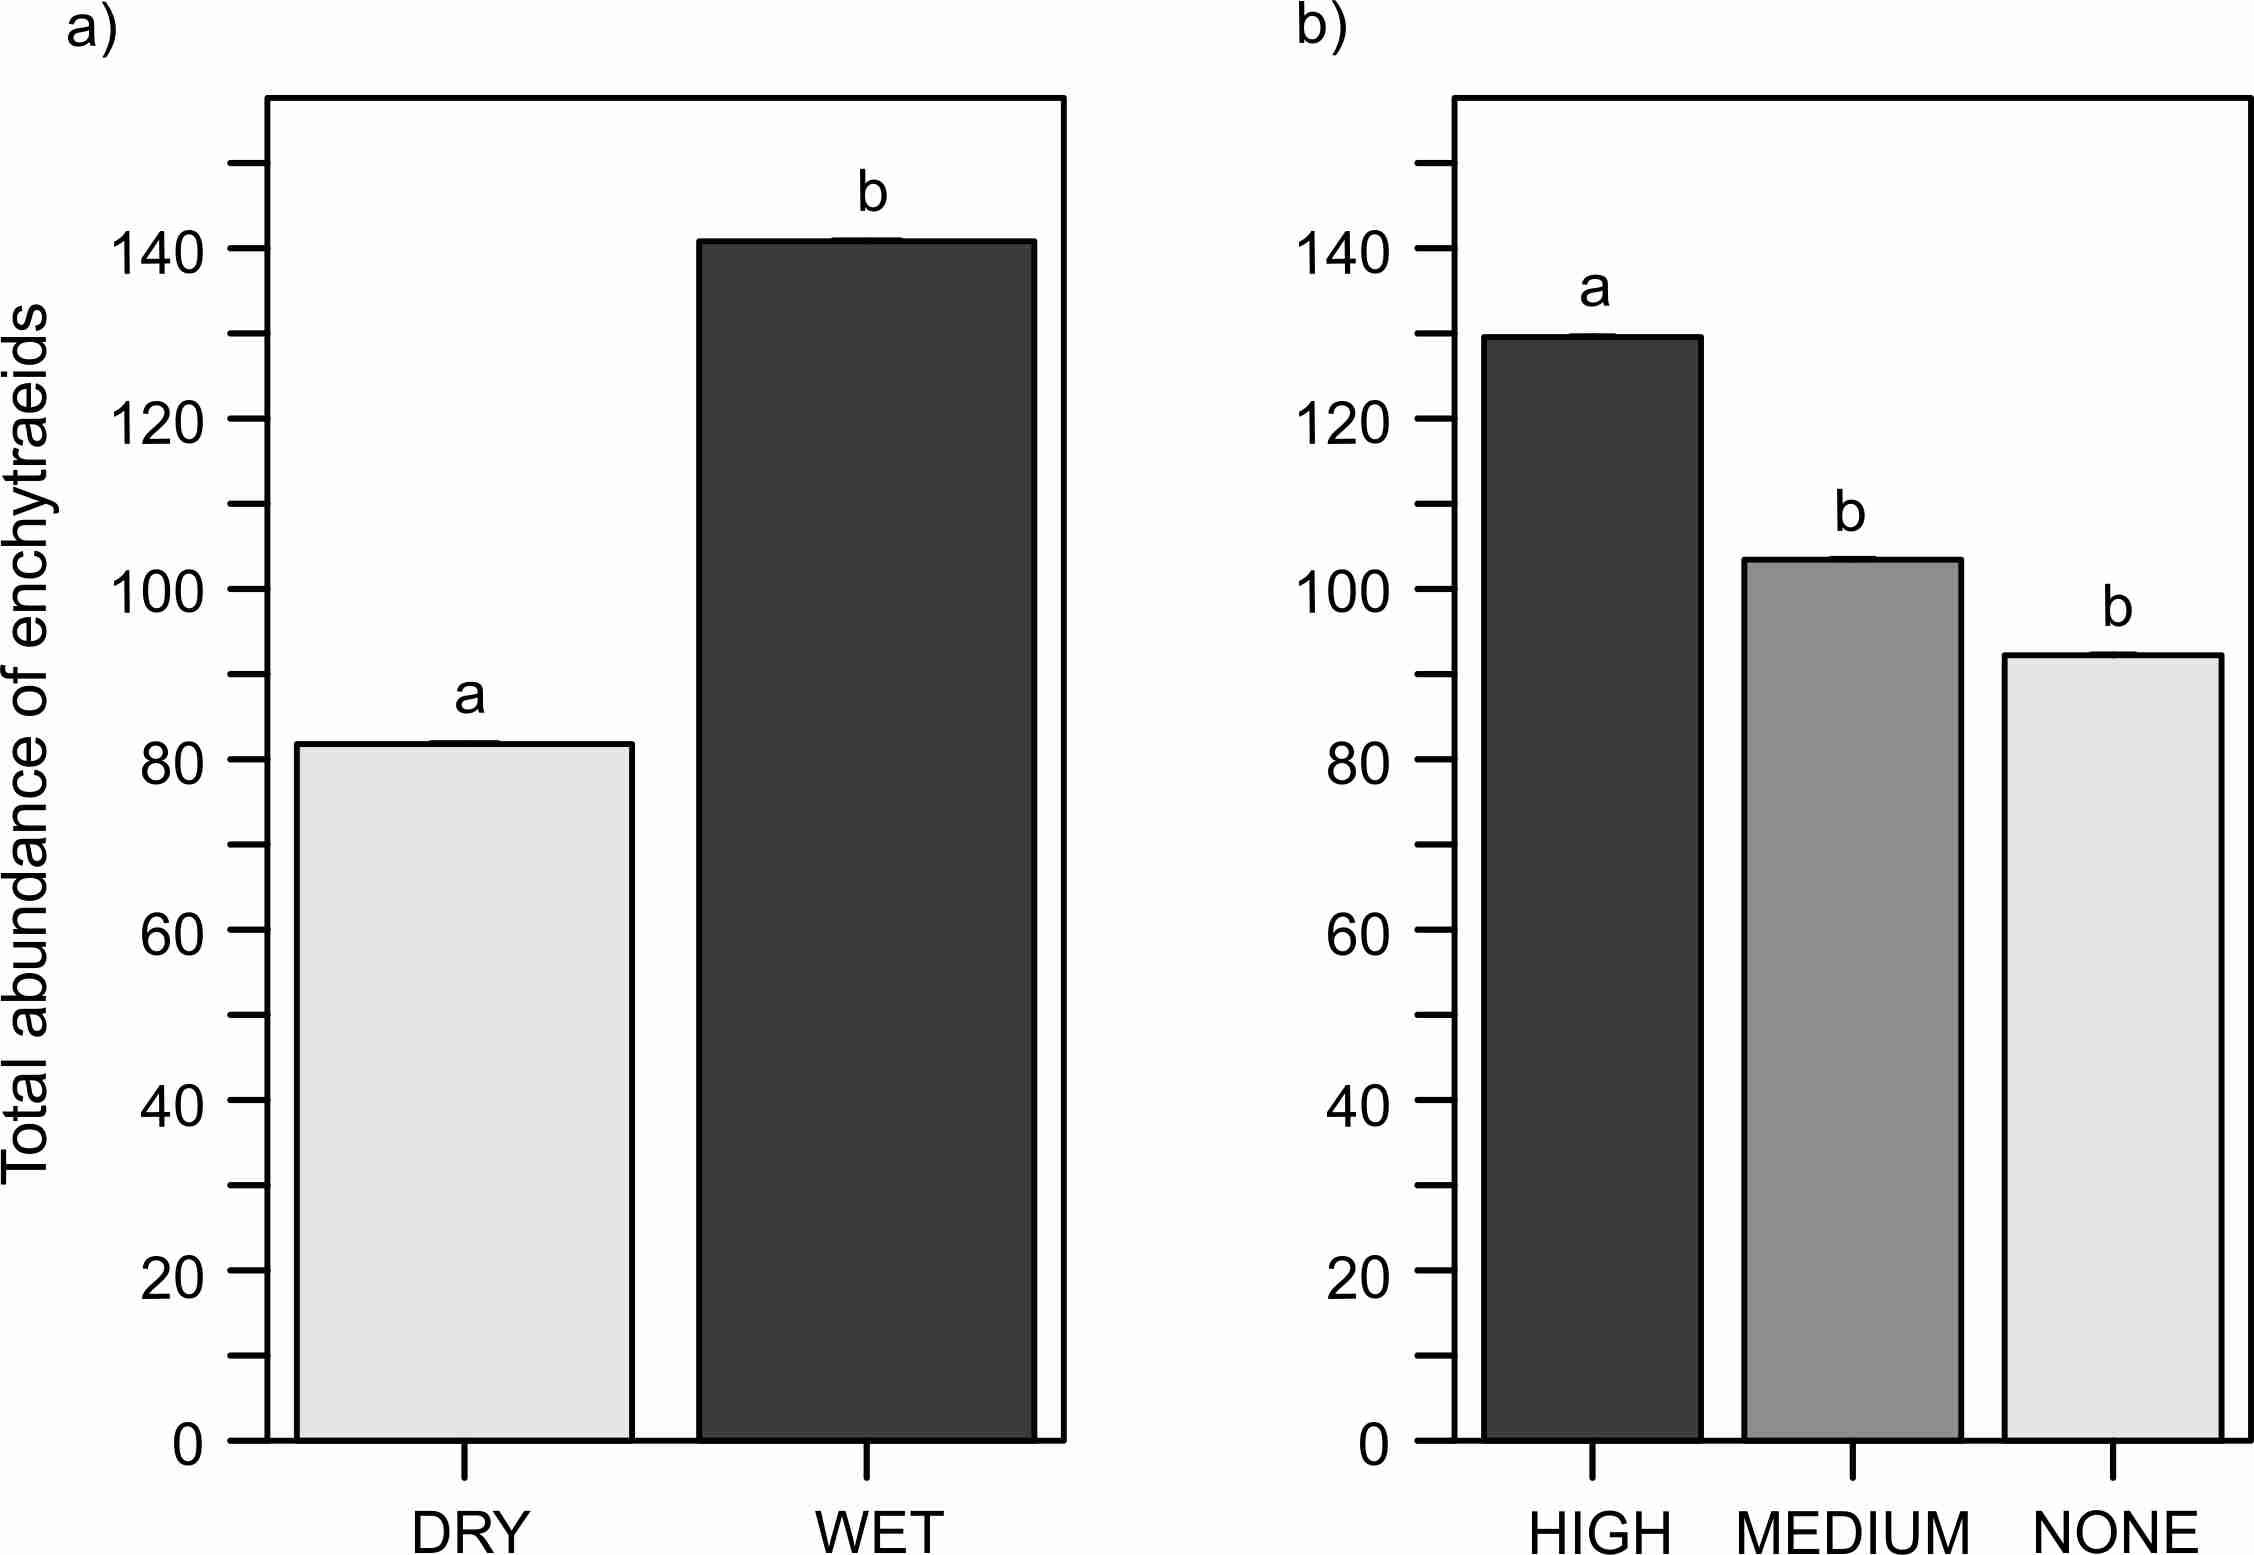 a)
Total abundance of enchytraeids
140
120
100
80
60
40
20
0
a
b
DRY
WET
b)
140
120
100
80
60
40
20
0
a
b
b
HIGH
MEDIUM
NONE